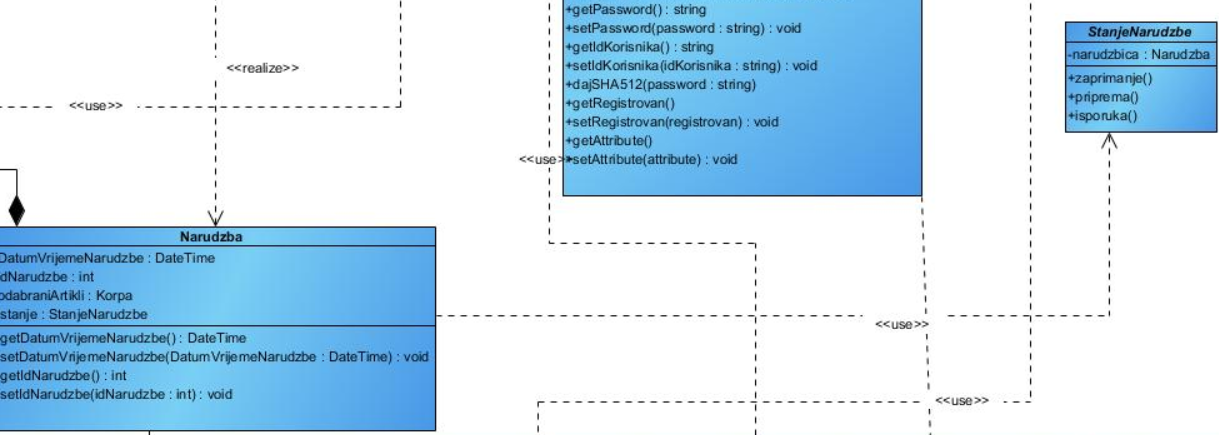 +getPassword() : string
+setPassword(password : string) : void
+getIdKorisnika() : string
+setIdKorisnika(idKorisnika : string) : void
+dajSHA512(password : string)
+getRegistrovan()
+setRegistrovan(registrovan) : void
+getAttribute()
+setAttribute(attribute) : void
StanjeNarudzbe
-narudzbica : Narudzba
+zaprimanje()
+priprema()
+isporuka()
<<realize>>
<<use>>
<<use>>
Narudzba
DatumVrijemeNarudzbe : DateTime
dNarudzbe : int
odabraniArtikli : Korpa
stanje : StanjeNarudzbe
getDatumVrijemeNarudzbe() : DateTime
setDatumVrijemeNarudzbe(DatumVrijemeNarudzbe : DateTime) : void
getIdNarudzbe() : int
setIdNarudzbe(idNarudzbe : int) : void
<<use>>
<<use>>